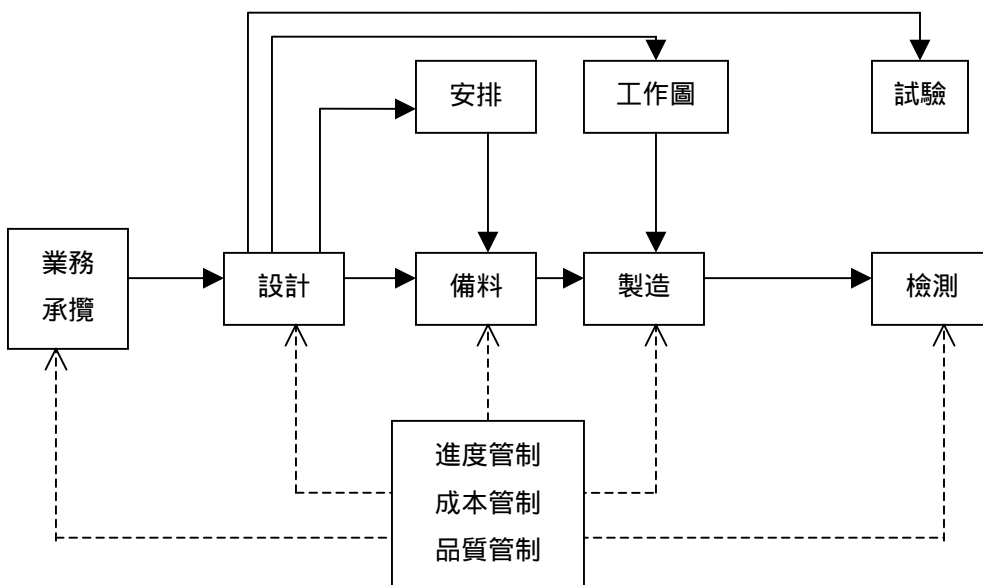 安排
工作圖
試驗
業務
承攬
設計
備料
製造
檢測
進度管制
成本管制
品質管制